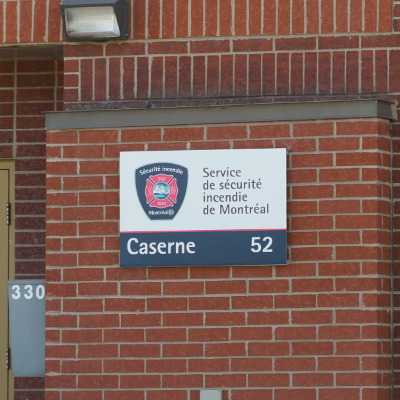 Sécurité incendie
Montréal
Service
de sécurité
incendie
de Montréal
Caserne 52
330